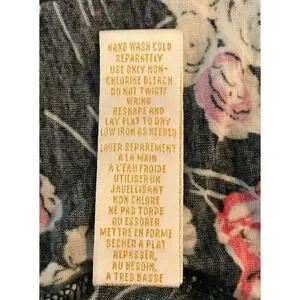 HAND WASH COLD
SEPARATELY
USE ONLY NON-
CHLORINE BLEACH
DO NOT TWIST/
WRING
RESHAPE AND
LAY FLAT TO DRY
LOW IRON AS NEEDED
LAVER SEPAREMENT
A LA MAIN
A L'EAU FROIDE
UTILISER UN
JAVELLISANT
NON CHLORE
NE PAS TORDE
OU ESSORER
METTRE EN FORME
SECHER A PLAT
REPASSER,
AU BESOIN,
A TRES BASSE